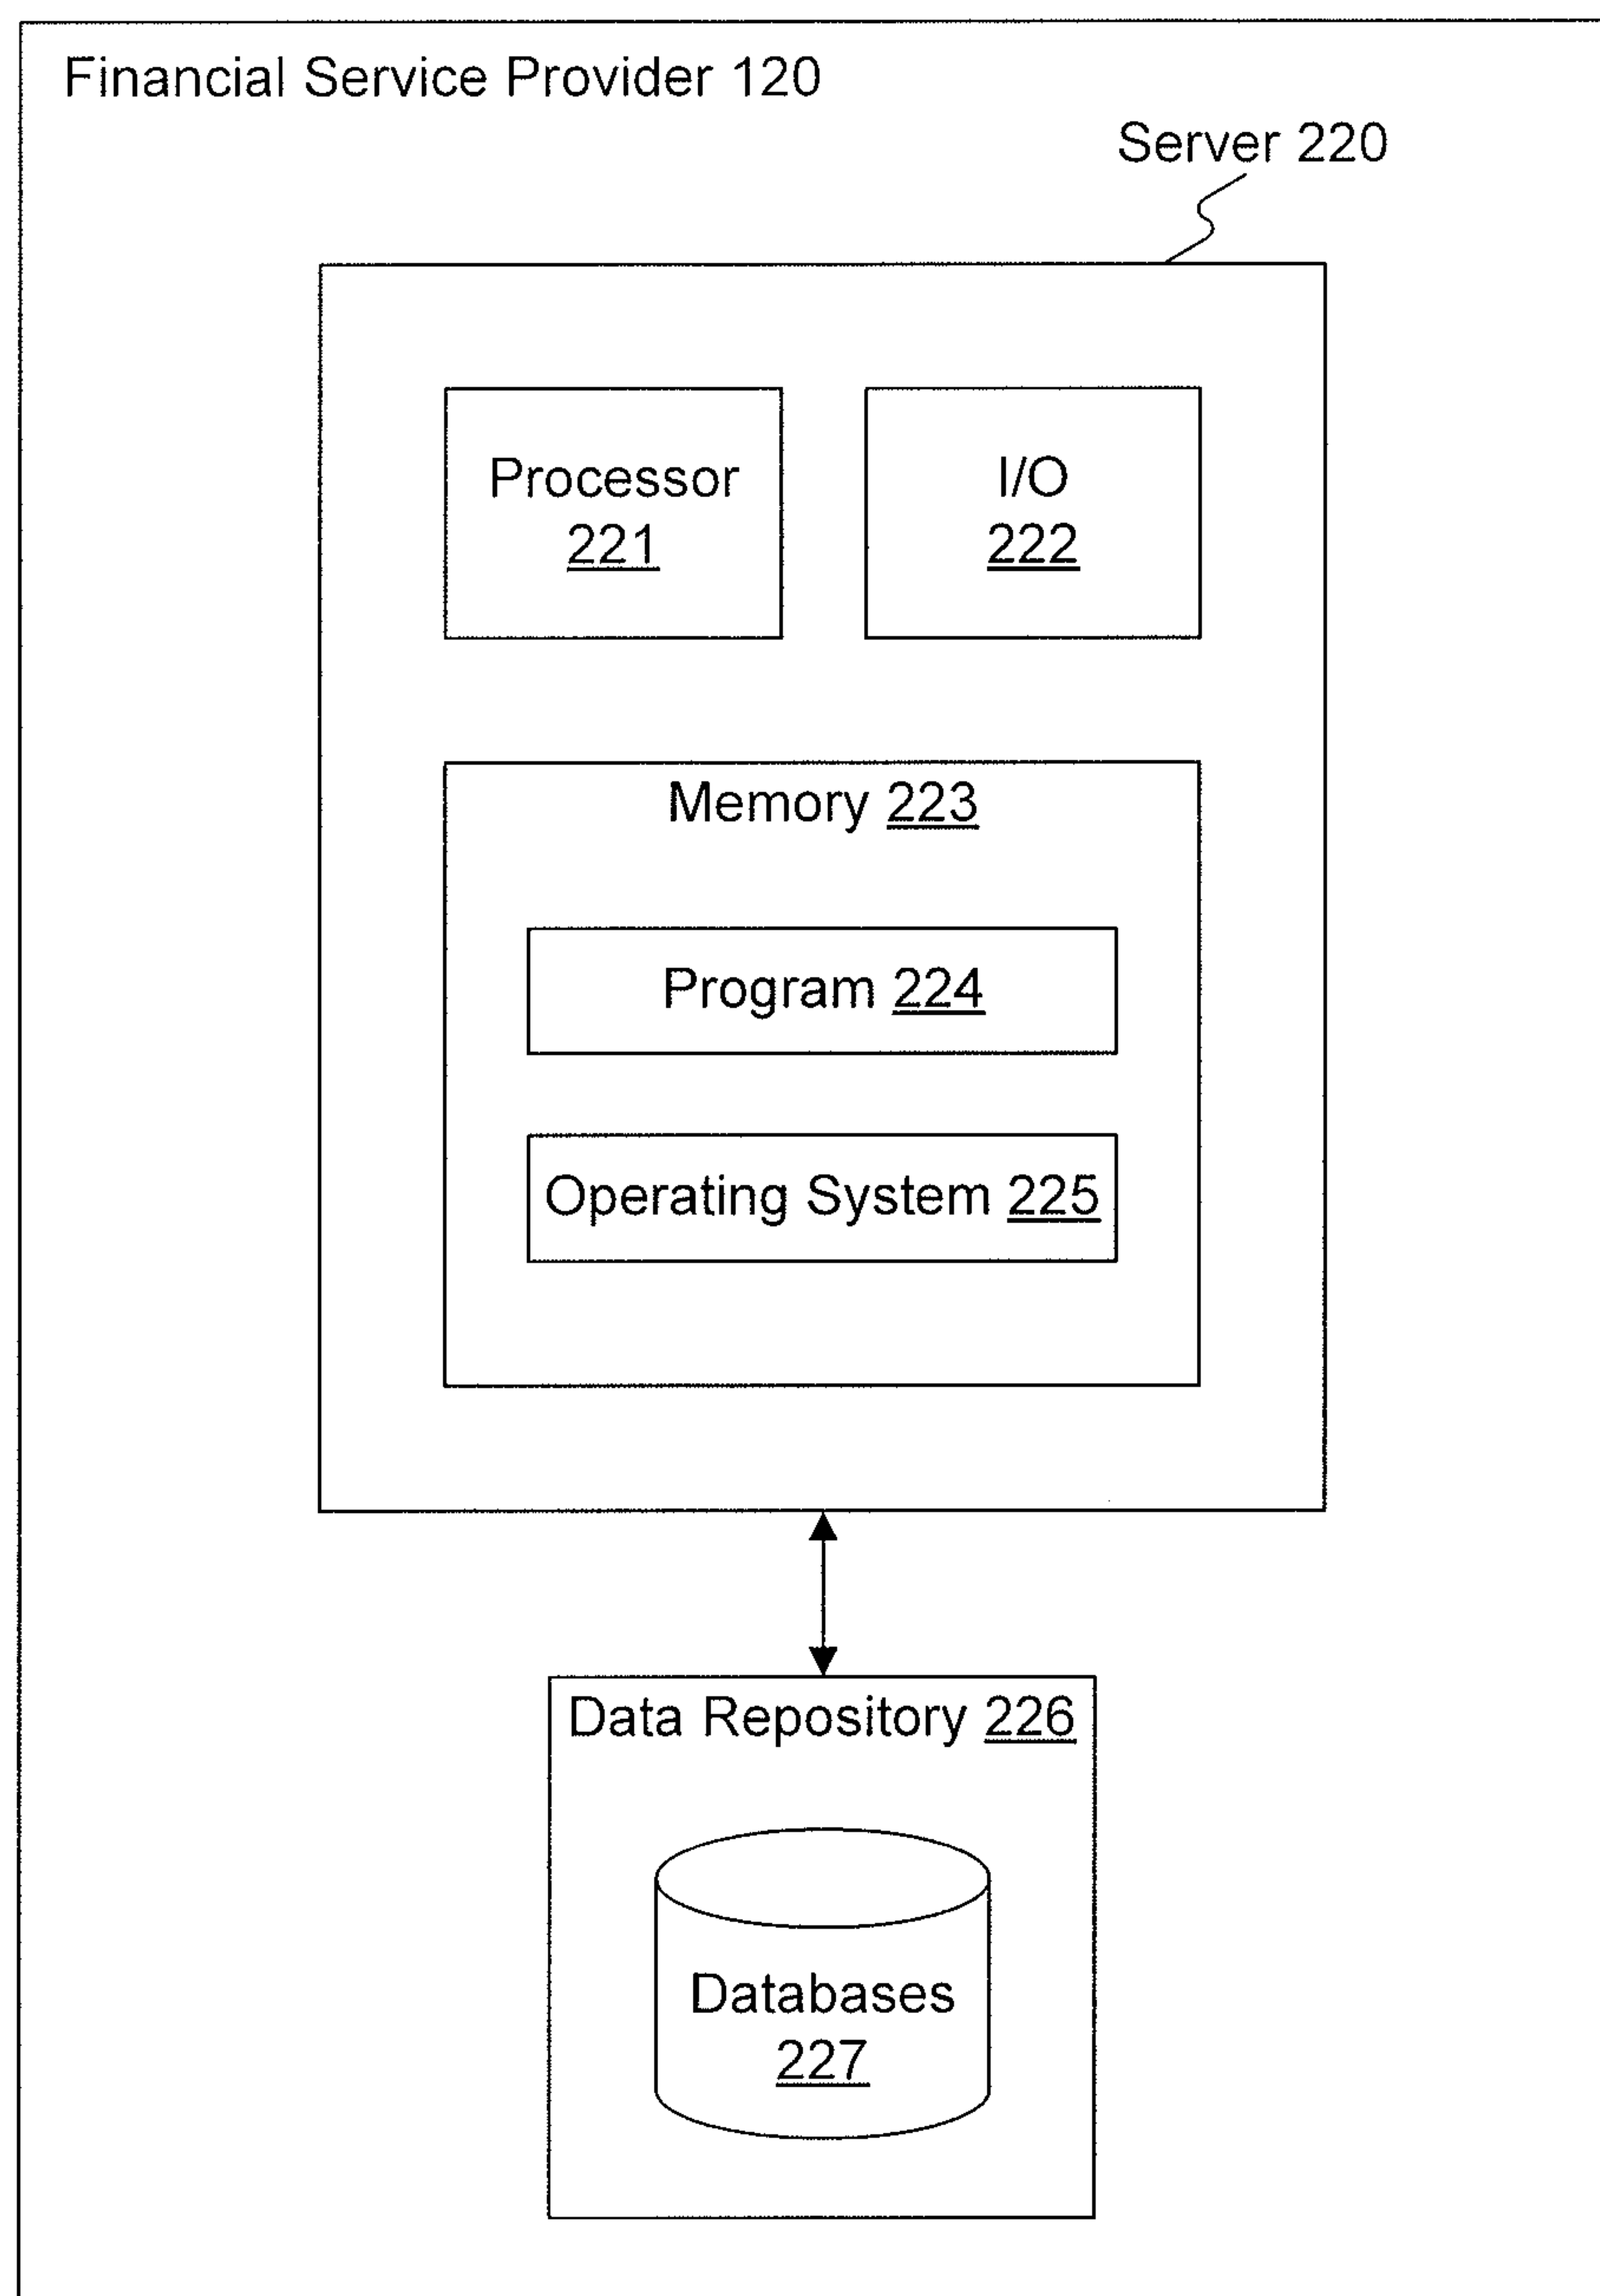 Financial Service Provider 120
Server 220
Processor
221
I/O
222
Memory 223
Program 224
Operating System 225
Data Repository 226
Databases
227